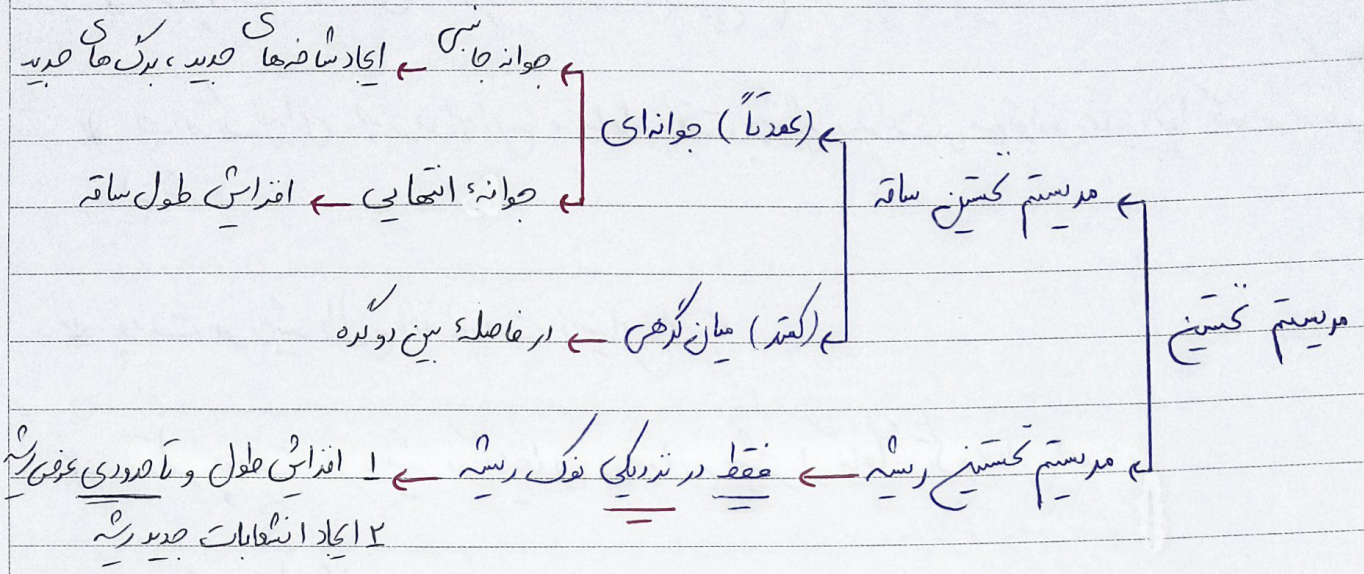 جوانه جانبی ← ایجاد شاخه‌های جدید، برگ‌های جدید
(عمدتاً) جوانه‌ای
جوانهٔ انتهایی ← افزایش طول ساقه
مریستم نخستین ساقه
مریستم نخستین
(کمتر) میان‌گرهی ← در فاصلهٔ بین دو گره
مریستم نخستین ریشه ← فقط در نزدیکی نوک ریشه ← ۱ افزایش طول و تا حدودی عرض ریشه
۲ ایجاد انشعابات جدید ریشه